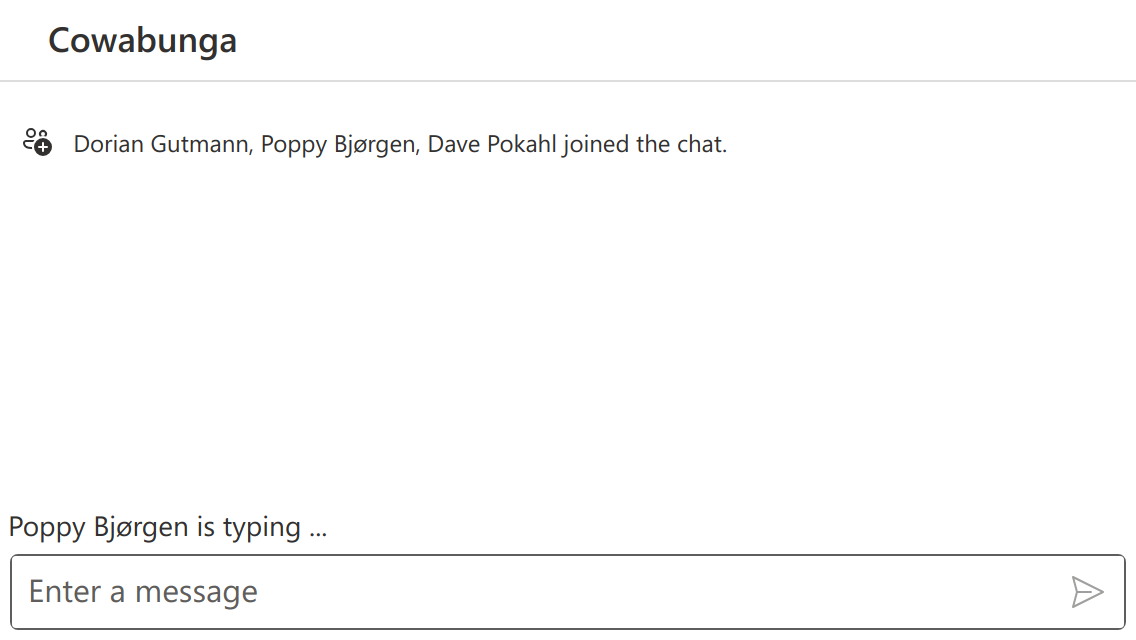 Cowabunga
Dorian Gutmann, Poppy Bjørgen, Dave Pokahl joined the chat.
Poppy Bjørgen is typing ...
Enter a message